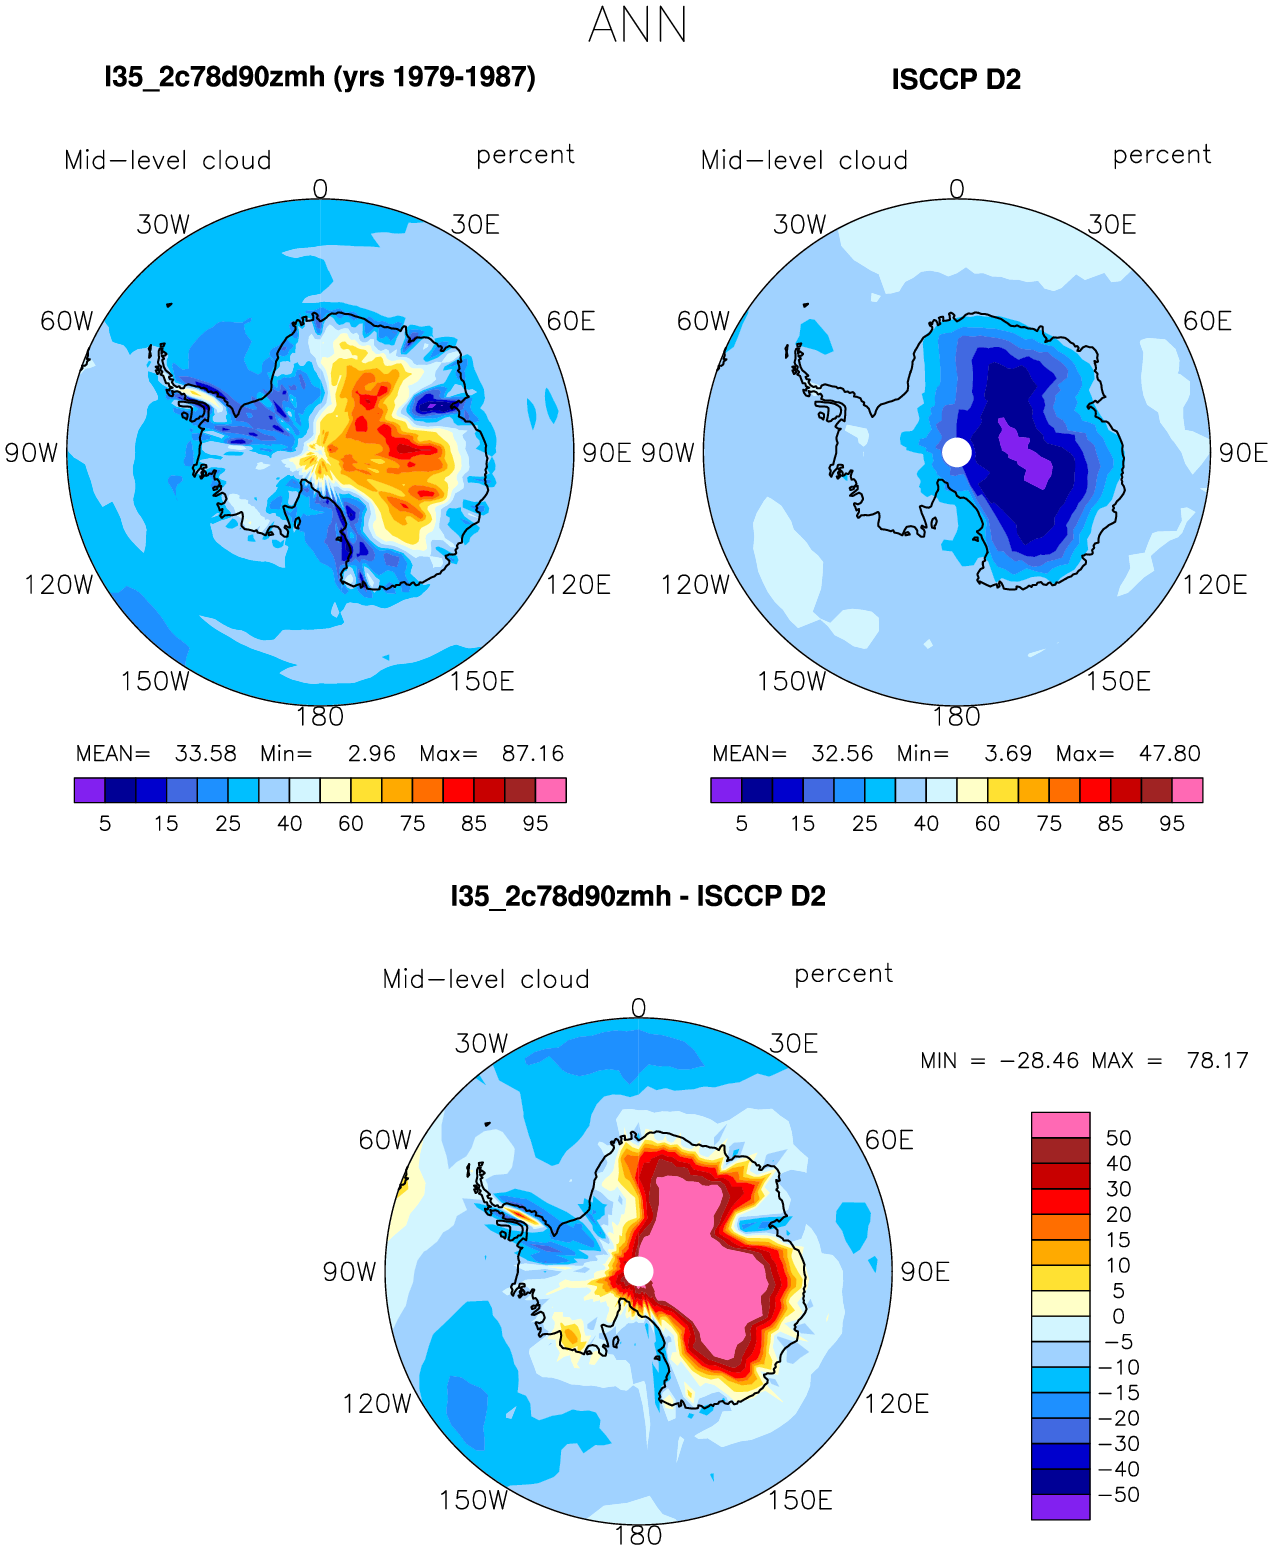 ANN
I35_2c78d90zmh (yrs 1979-1987)
ISCCP D2
Mid-level cloud percent
Mid-level cloud percent
0
30W 30E
60W 60E
90W 90E
120W 120E
150W 150E
180
0
30W 30E
60W 60E
90W 90E
120W 120E
150W 150E
180
MEAN= 33.58 Min= 2.96 Max= 87.16
5 15 25 40 60 75 85 95
MEAN= 32.56 Min= 3.69 Max= 47.80
5 15 25 40 60 75 85 95
I35_2c78d90zmh - ISCCP D2
Mid-level cloud percent
0
30W 30E
60W 60E
90W 90E
120W 120E
150W 150E
180
MIN = -28.46 MAX = 78.17
50
40
30
20
15
10
5
0
-5
-10
-15
-20
-30
-40
-50